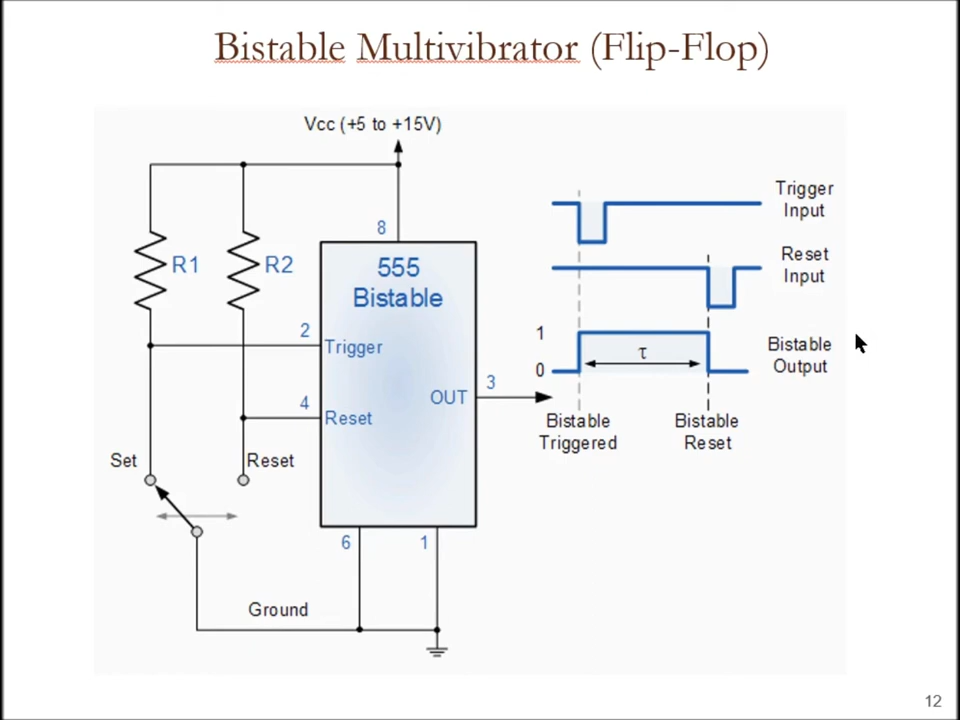 Bistable Multivibrator (Flip-Flop)
Vcc (+5 to +15V)
8
R1
R2
555
Bistable
2
Trigger
4
Reset
OUT
3
Set
Reset
6
1
Ground
Trigger
Input
Reset
Input
1
0
τ
Bistable
Output
Bistable
Triggered
Bistable
Reset
12